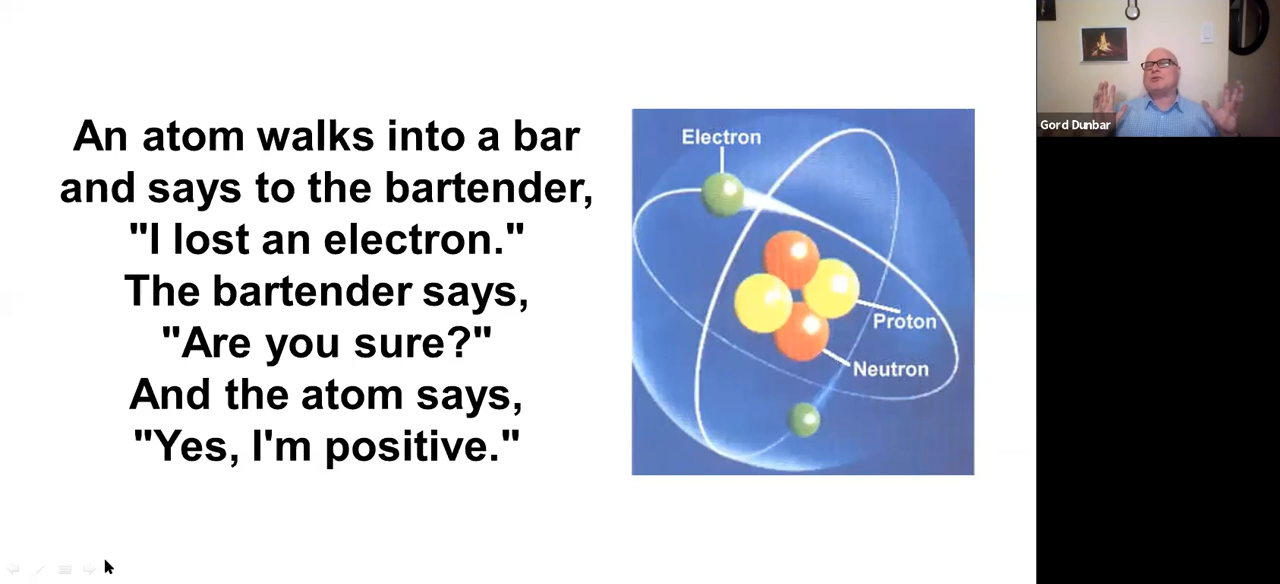 An atom walks into a bar
and says to the bartender,
"I lost an electron."
The bartender says,
"Are you sure?"
And the atom says,
"Yes, I'm positive."
Electron
Proton
Neutron
Gord Dunbar